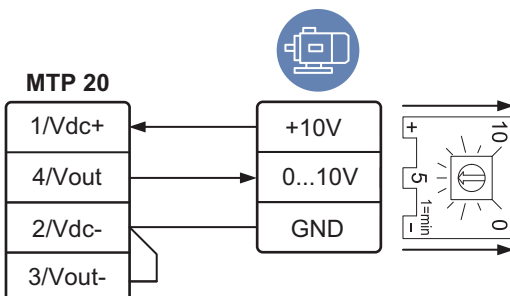 MTP 20
1/Vdc+
4/Vout
2/Vdc-
3/Vout-
+10V
0...10V
GND
+
5
-
1=min
10
0